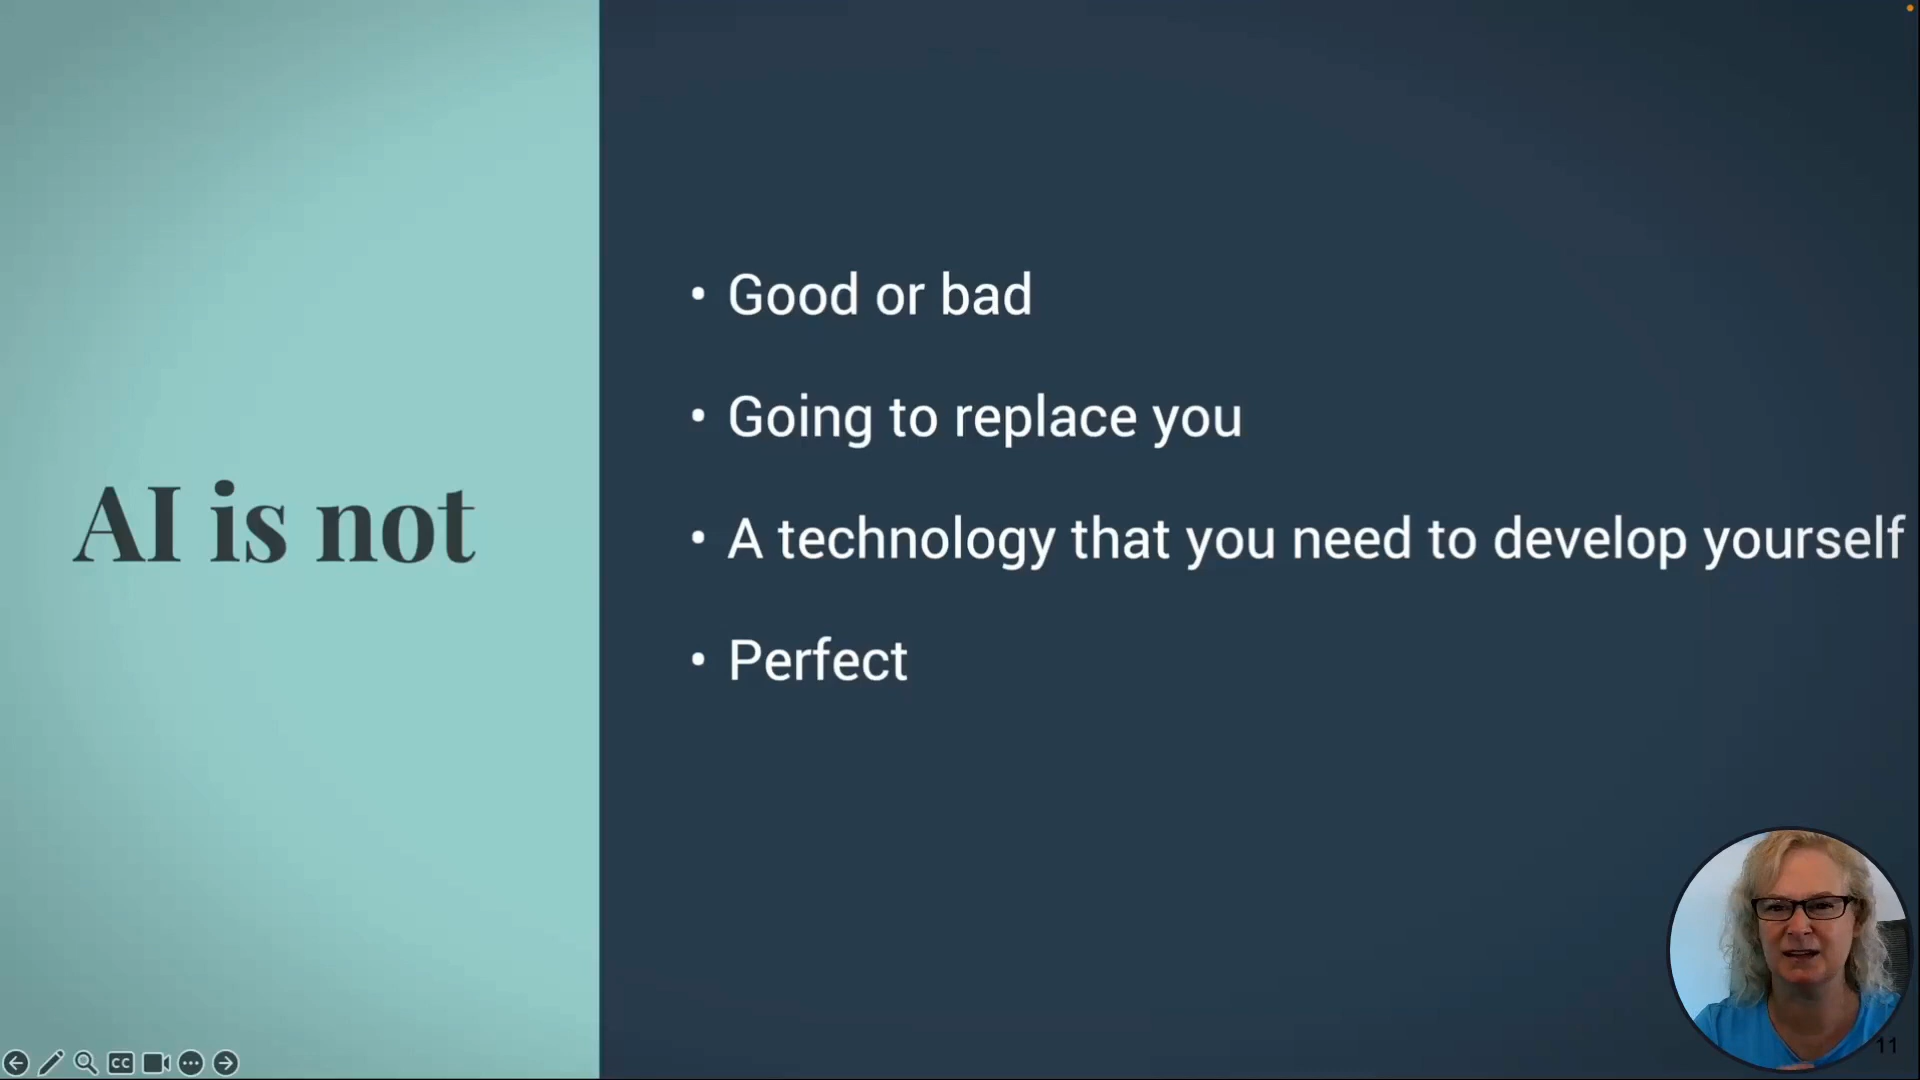 AI is not
• Good or bad
• Going to replace you
• A technology that you need to develop yourself
• Perfect
CC
11